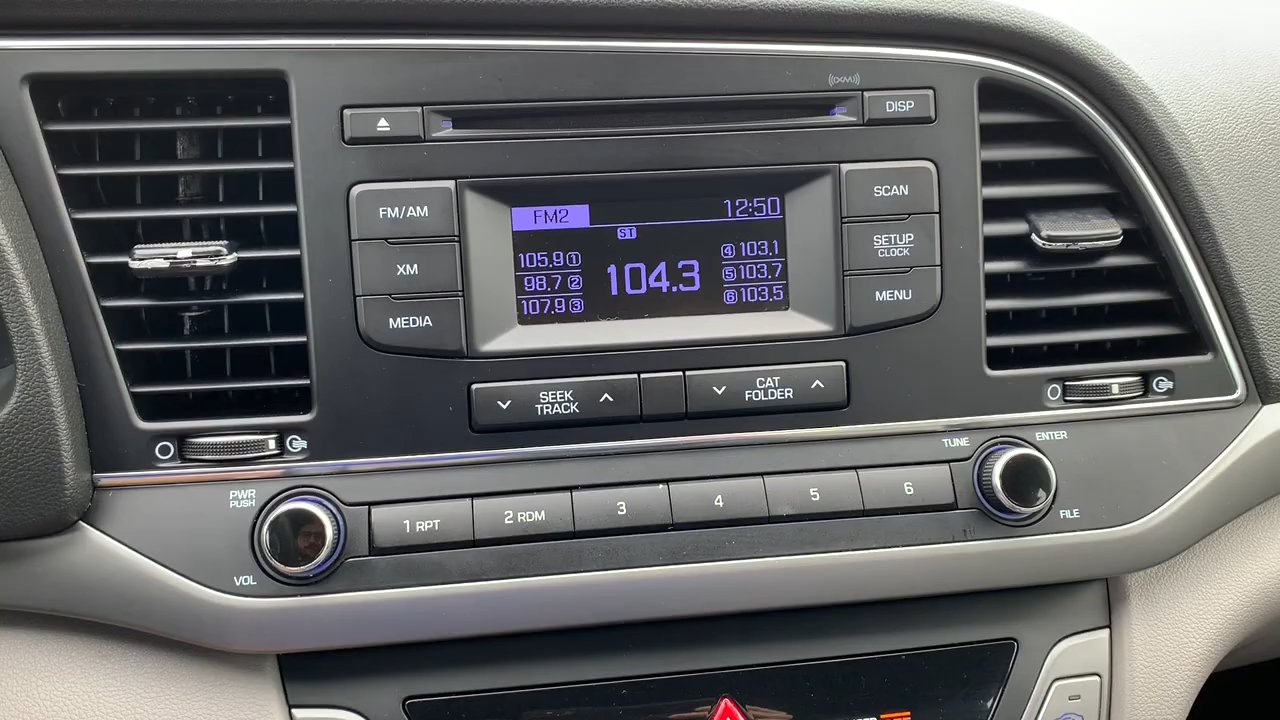 ((XM))
DISP
FM/AM
XM
MEDIA
FM2
12:50
ST
105.9 1
98.7 2
107.9 3
104.3
4 103.1
5 103.7
6 103.5
SCAN
SETUP
CLOCK
MENU
SEEK
TRACK
CAT
FOLDER
PWR
PUSH
VOL
1 RPT
2 RDM
3
4
5
6
TUNE
ENTER
FILE